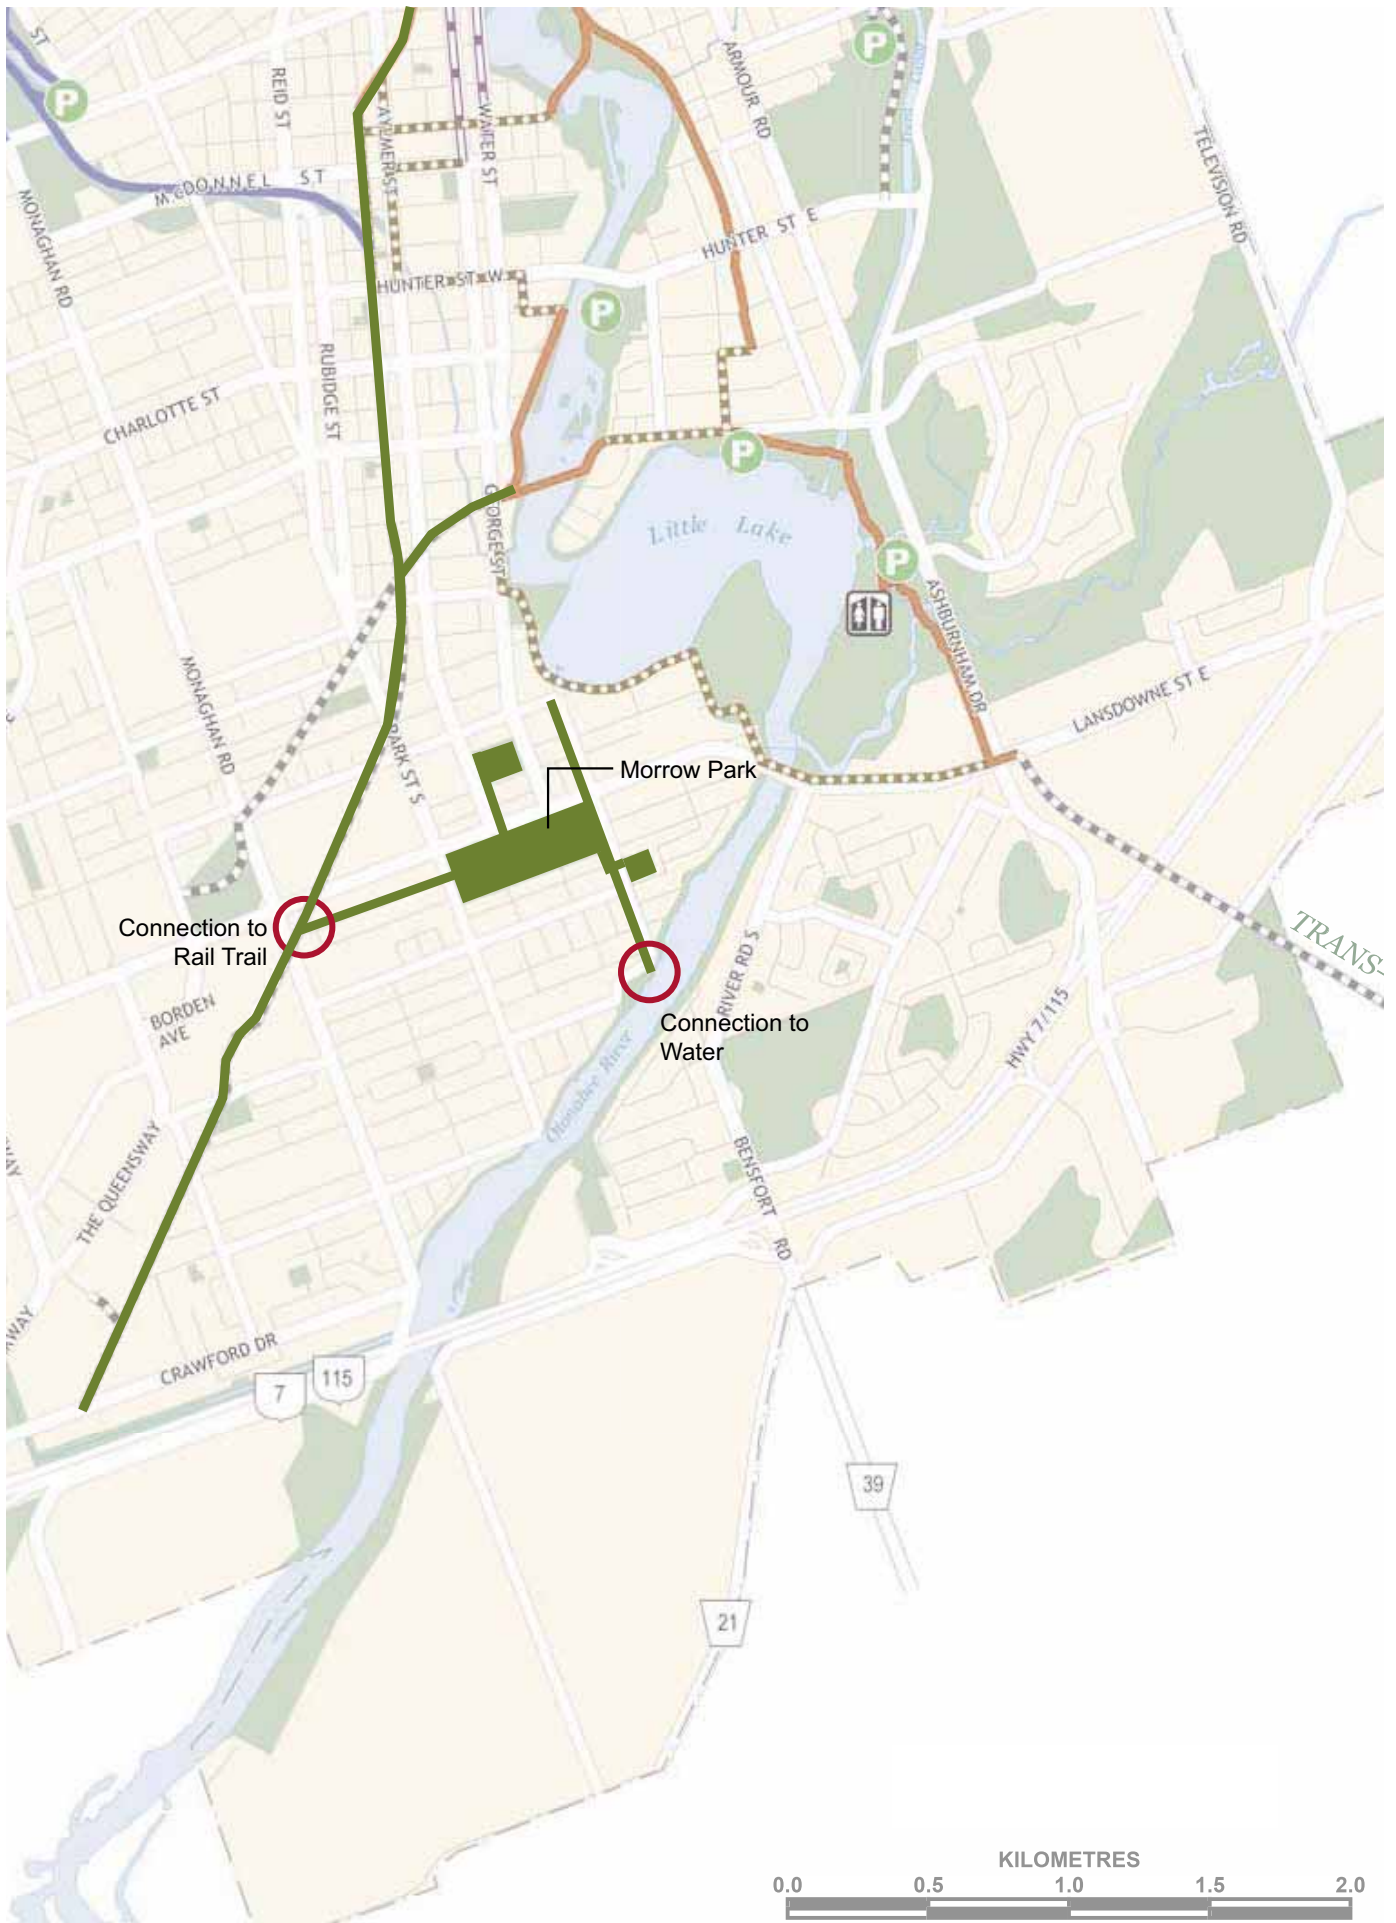 ST
P
P
REID ST
AYLMER ST
WATER ST
ARMOUR RD
TELEVISION RD
McDONNEL ST
MONAGHAN RD
HUNTER ST E
HUNTER ST W
P
RUBIDGE ST
CHARLOTTE ST
P
GEORGE ST
Little Lake
P
ASHBURNHAM DR
LANSDOWNE ST E
MONAGHAN RD
PARK ST S
Morrow Park
Connection to
Rail Trail
TRANS-
RIVER RD S
BORDEN
AVE
Connection to
Water
HWY 7/115
Otonabee River
THE QUEENSWAY
WAY
BENSFORT RD
WAY
CRAWFORD DR
7
115
39
21
KILOMETRES
0.0 0.5 1.0 1.5 2.0